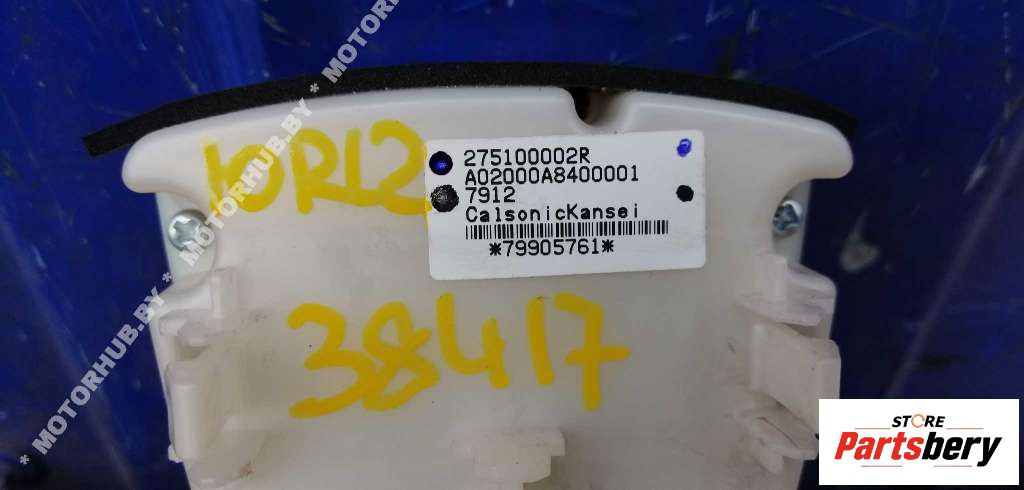 * MOTORHUB.BY * MOTORHUB.BY * MOTORHUB.BY
10R12
275100002R
A02000A8400001
7912
CalsonicKansei
*79905761*
38417
STORE
Partsbery